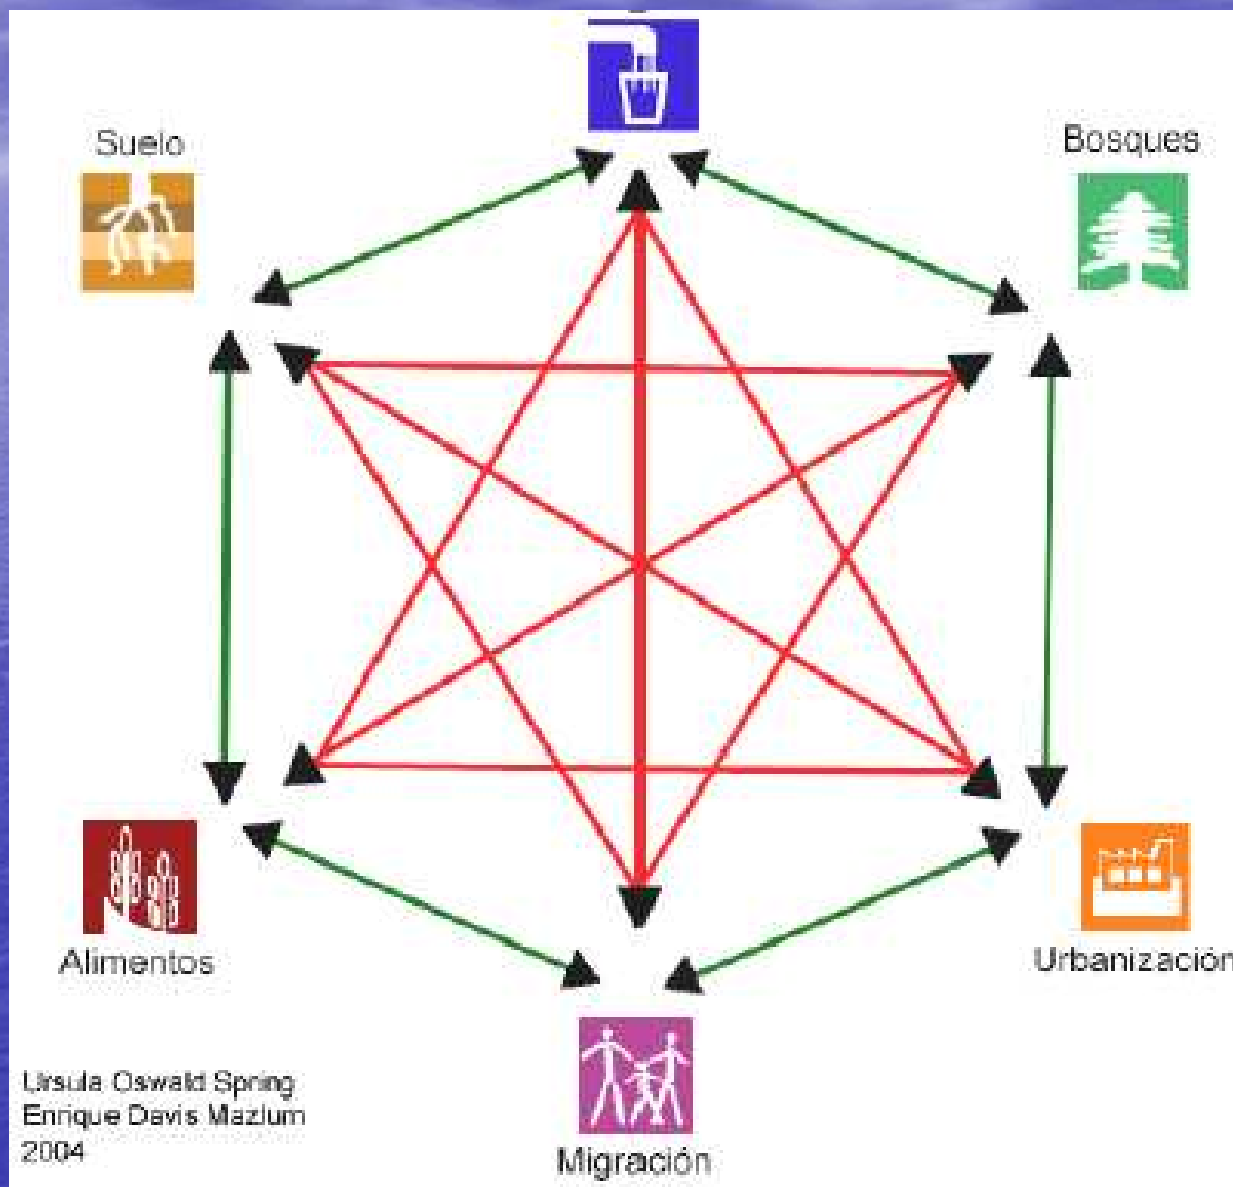 Suelo
Bosques
Alimentos
Urbanización
Migración
Ursula Oswald Spring
Enrique Davis Mazlum
2004